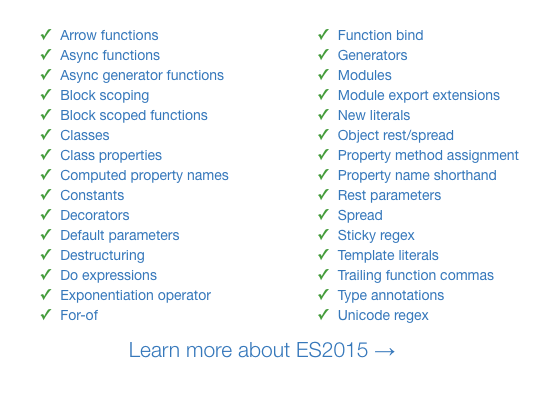 ✓ Arrow functions
✓ Async functions
✓ Async generator functions
✓ Block scoping
✓ Block scoped functions
✓ Classes
✓ Class properties
✓ Computed property names
✓ Constants
✓ Decorators
✓ Default parameters
✓ Destructuring
✓ Do expressions
✓ Exponentiation operator
✓ For-of
✓ Function bind
✓ Generators
✓ Modules
✓ Module export extensions
✓ New literals
✓ Object rest/spread
✓ Property method assignment
✓ Property name shorthand
✓ Rest parameters
✓ Spread
✓ Sticky regex
✓ Template literals
✓ Trailing function commas
✓ Type annotations
✓ Unicode regex
Learn more about ES2015 →